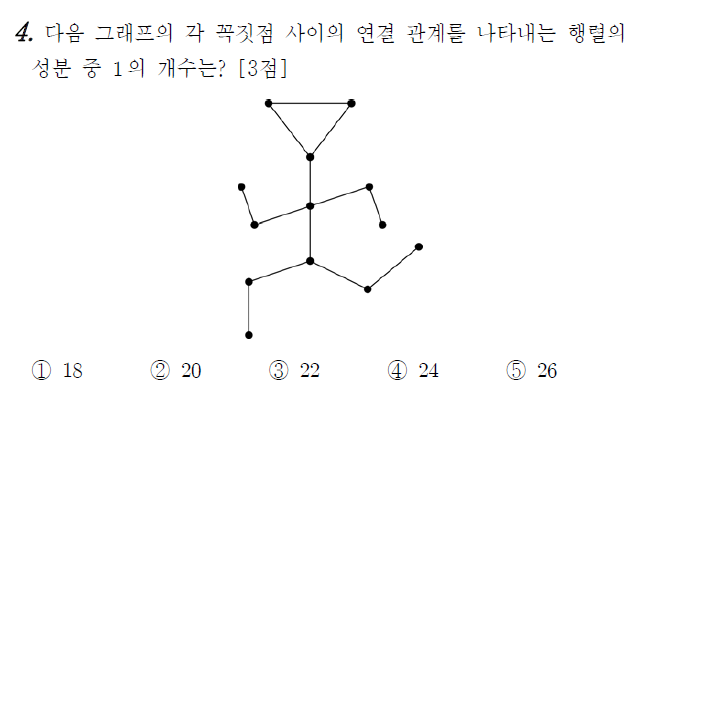 4. 다음 그래프의 각 꼭짓점 사이의 연결 관계를 나타내는 행렬의
성분 중 1의 개수는? [3점]
① 18 ② 20 ③ 22 ④ 24 ⑤ 26